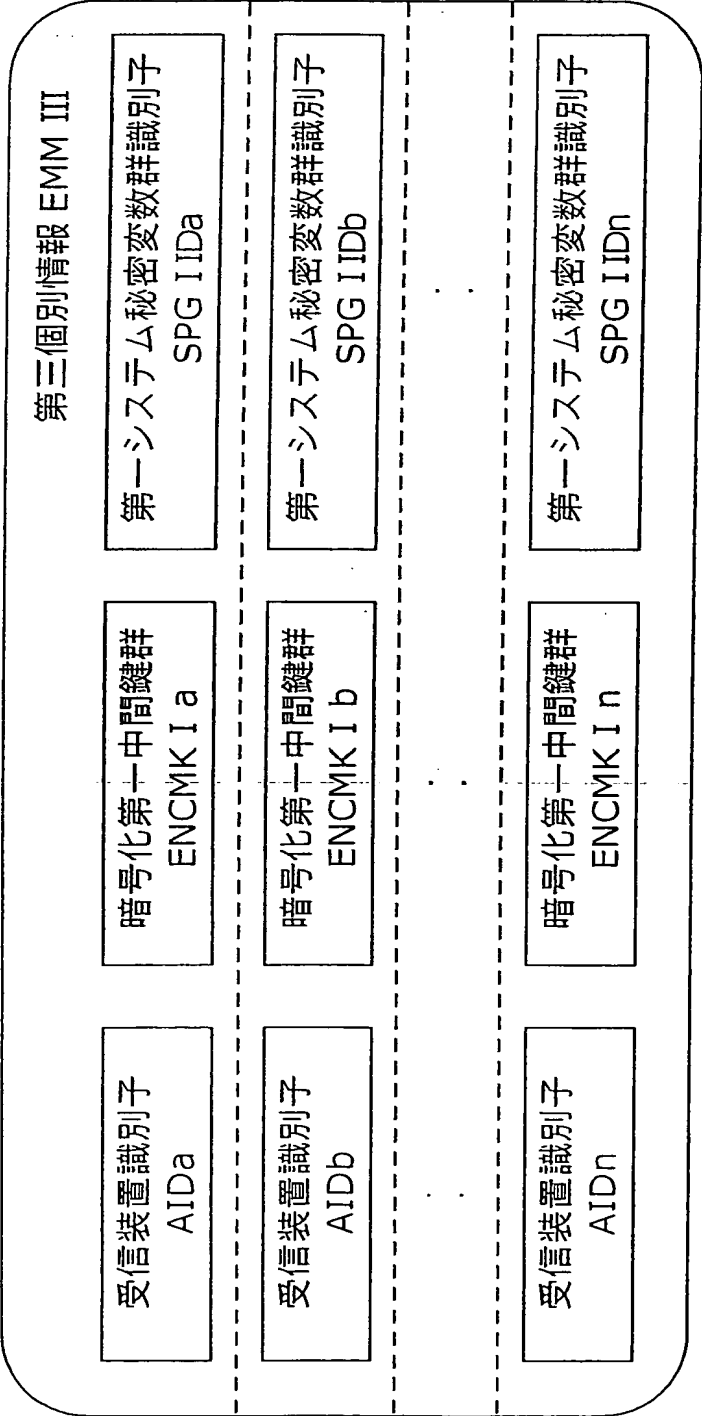 第三個別情報 EMM III
受信装置識別子
AIDa
暗号化第一中間鍵群
ENCMK I a
第一システム秘密変数群識別子
SPG I IDa
受信装置識別子
AIDb
暗号化第一中間鍵群
ENCMK I b
第一システム秘密変数群識別子
SPG I IDb
受信装置識別子
AIDn
暗号化第一中間鍵群
ENCMK I n
第一システム秘密変数群識別子
SPG I IDn